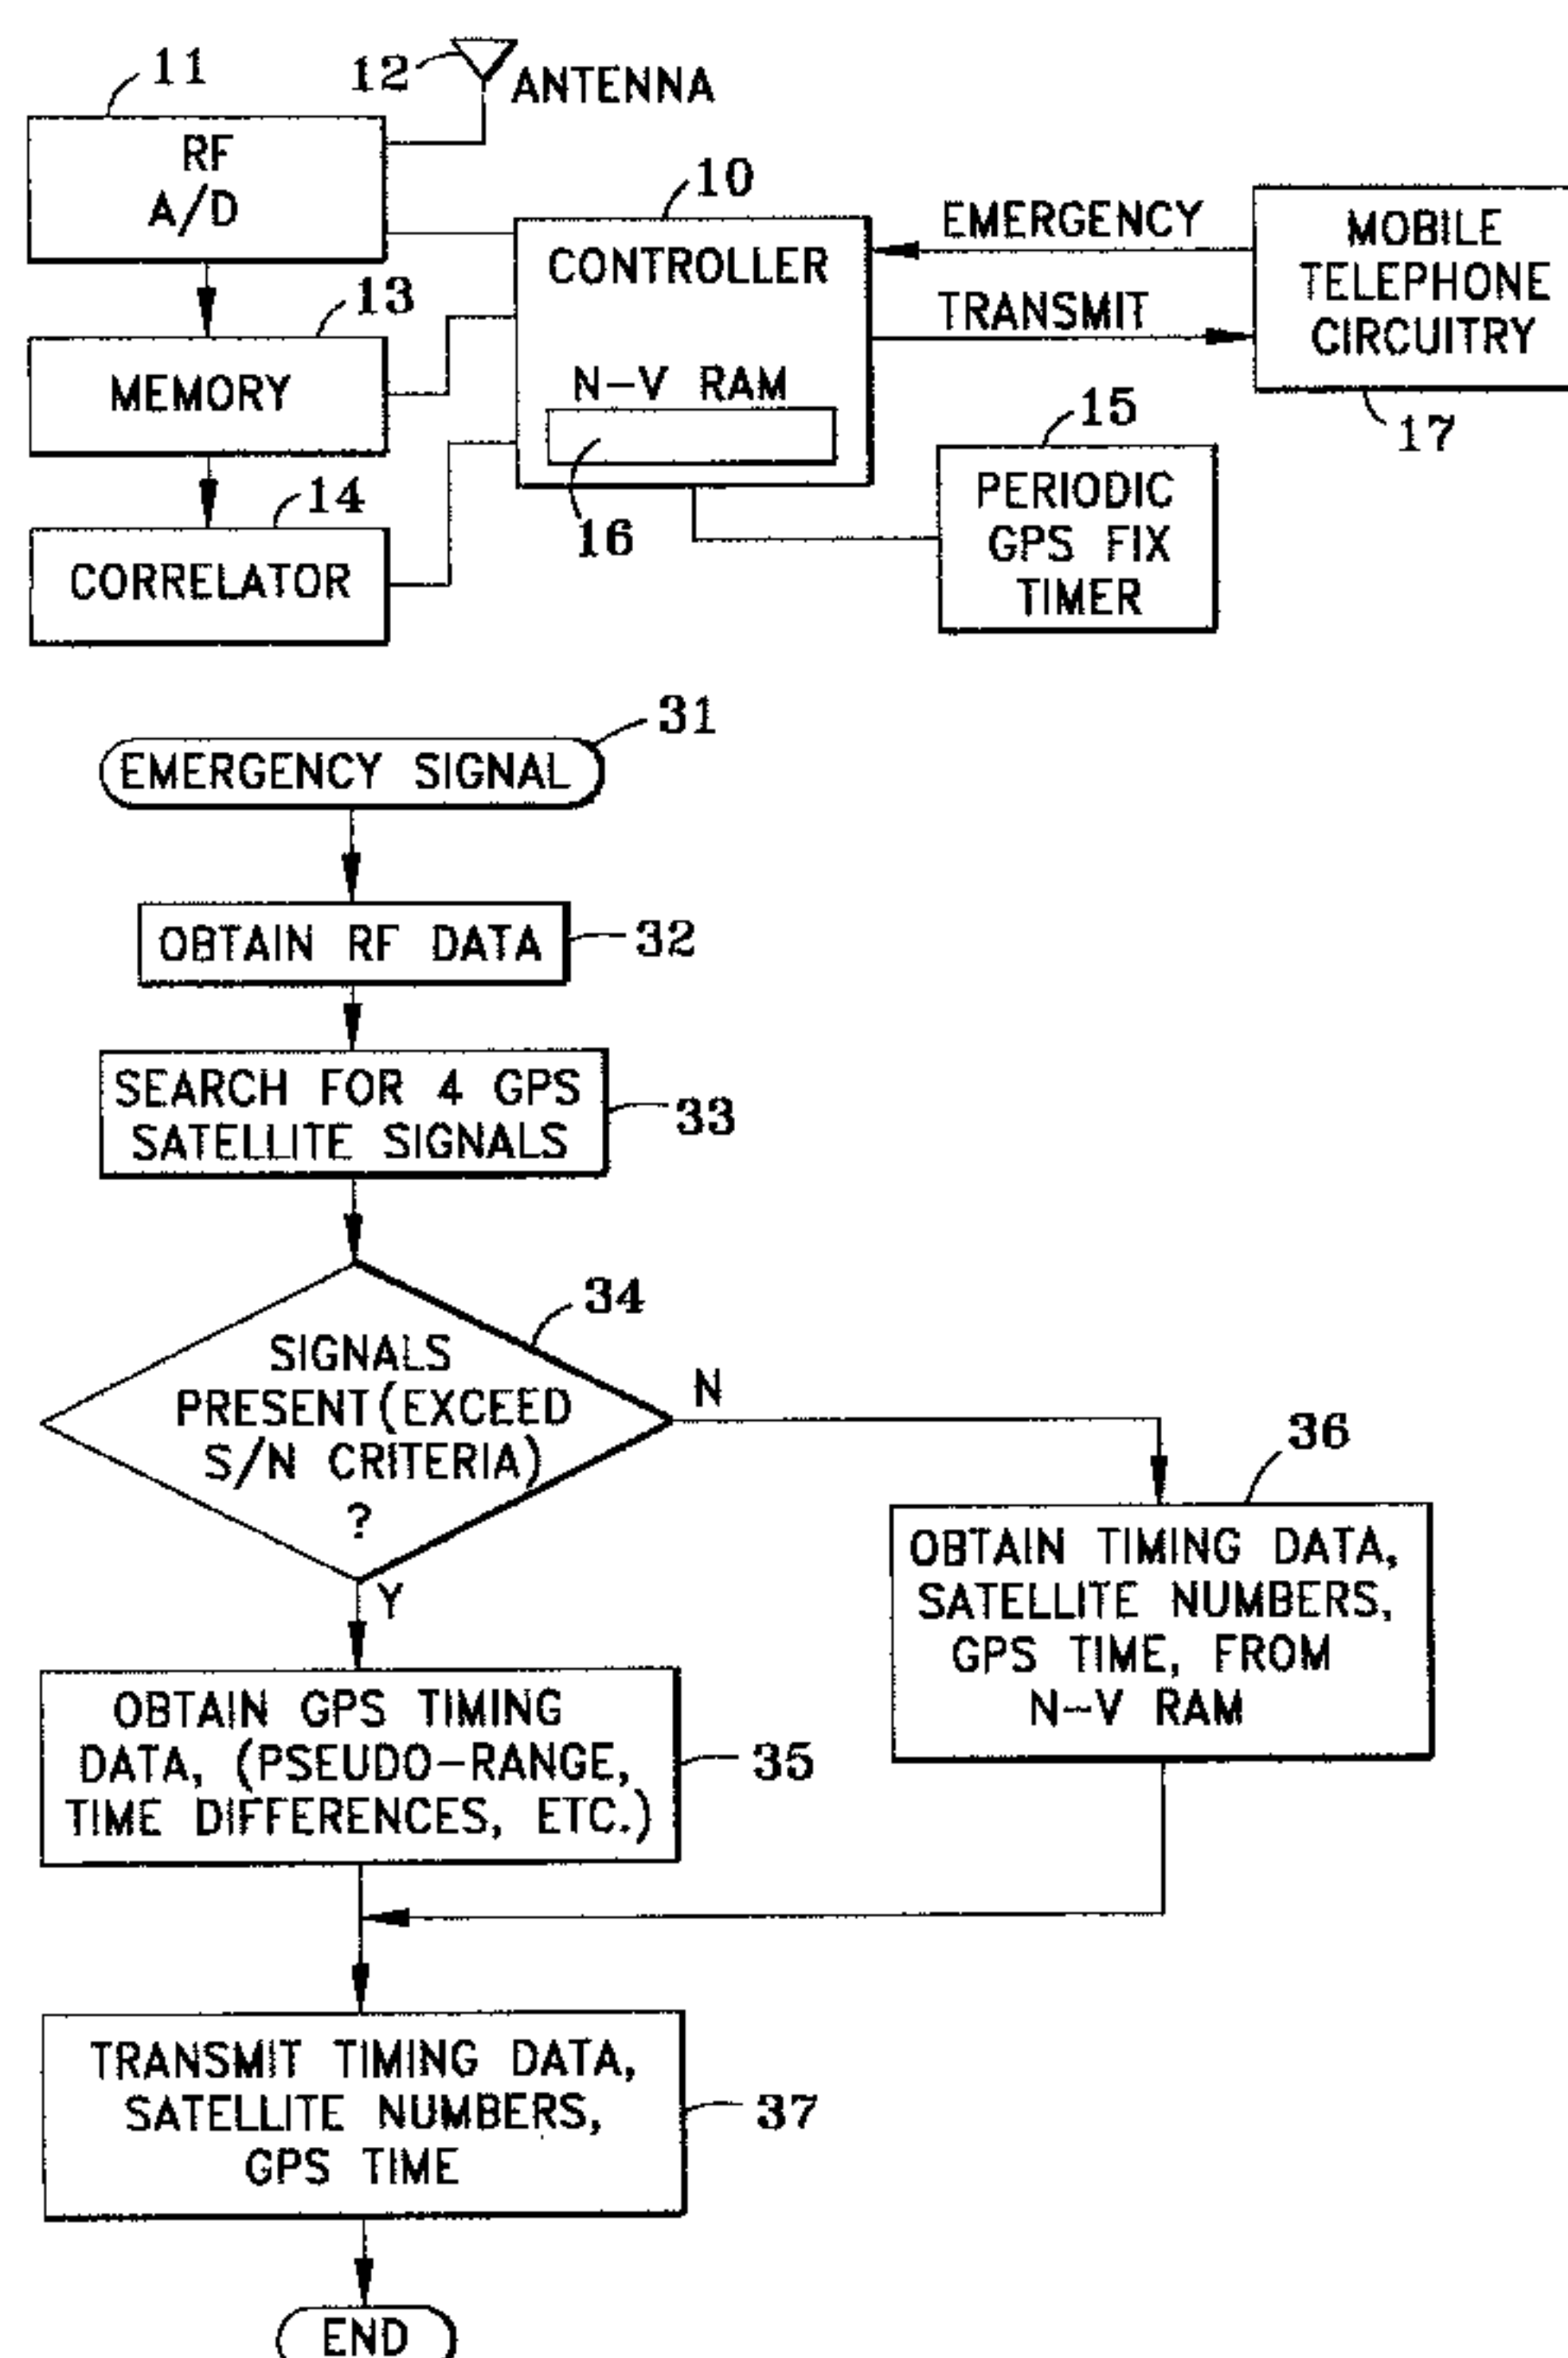 11
12
ANTENNA
RF
A/D
10
CONTROLLER
EMERGENCY
TRANSMIT
MOBILE
TELEPHONE
CIRCUITRY
17
13
MEMORY
N-V RAM
16
15
PERIODIC
GPS FIX
TIMER
14
CORRELATOR
31
EMERGENCY SIGNAL
OBTAIN RF DATA
32
SEARCH FOR 4 GPS
SATELLITE SIGNALS
33
34
SIGNALS
PRESENT(EXCEED
S/N CRITERIA)
?
N
Y
36
OBTAIN TIMING DATA,
SATELLITE NUMBERS,
GPS TIME, FROM
N-V RAM
OBTAIN GPS TIMING
DATA, (PSEUDO-RANGE,
TIME DIFFERENCES, ETC.)
35
TRANSMIT TIMING DATA,
SATELLITE NUMBERS,
GPS TIME
37
END